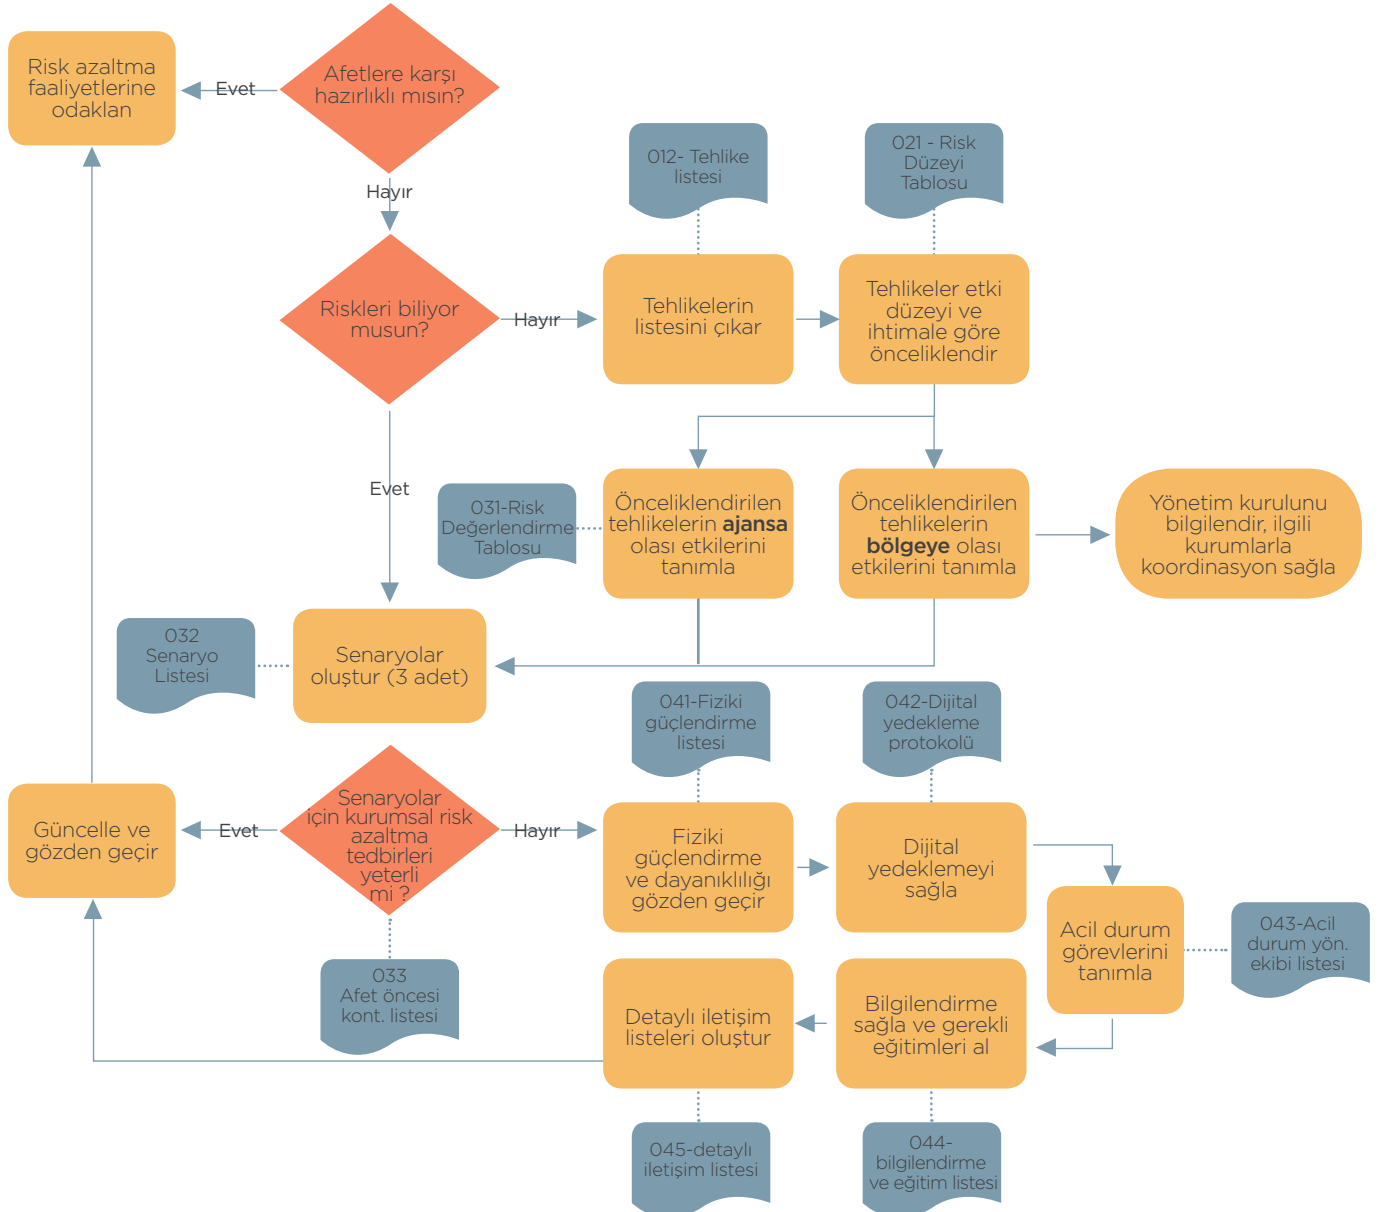 Risk azaltma
faaliyetlerine
odaklan
Evet
Afetlere karşı
hazırlıklı mısın?
Hayır
012- Tehlike
listesi
021 - Risk
Düzeyi
Tablosu
Riskleri biliyor
musun?
Hayır
Tehlikelerin
listesini çıkar
Tehlikeler etki
düzeyi ve
ihtimale göre
önceliklendir
Evet
031-Risk
Değerlendirme
Tablosu
Önceliklendirilen
tehlikelerin ajansa
olası etkilerini
tanımla
Önceliklendirilen
tehlikelerin
bölgeye olası
etkilerini tanımla
Yönetim kurulunu
bilgilendir, ilgili
kurumlarla
koordinasyon sağla
032
Senaryo
Listesi
Senaryolar
oluştur (3 adet)
041-Fiziki
güçlendirme
listesi
042-Dijital
yedekleme
protokolü
Güncelle ve
gözden geçir
Evet
Senaryolar
için kurumsal risk
azaltma
tedbirleri
yeterli
mi ?
Hayır
Fiziki
güçlendirme
ve dayanıklılığı
gözden geçir
Dijital
yedeklemeyi
sağla
Acil durum
görevlerini
tanımla
043-Acil
durum yön.
ekibi listesi
033
Afet öncesi
kont. listesi
Detaylı iletişim
listeleri oluştur
Bilgilendirme
sağla ve gerekli
eğitimleri al
045-detaylı
iletişim listesi
044-
bilgilendirme
ve eğitim listesi